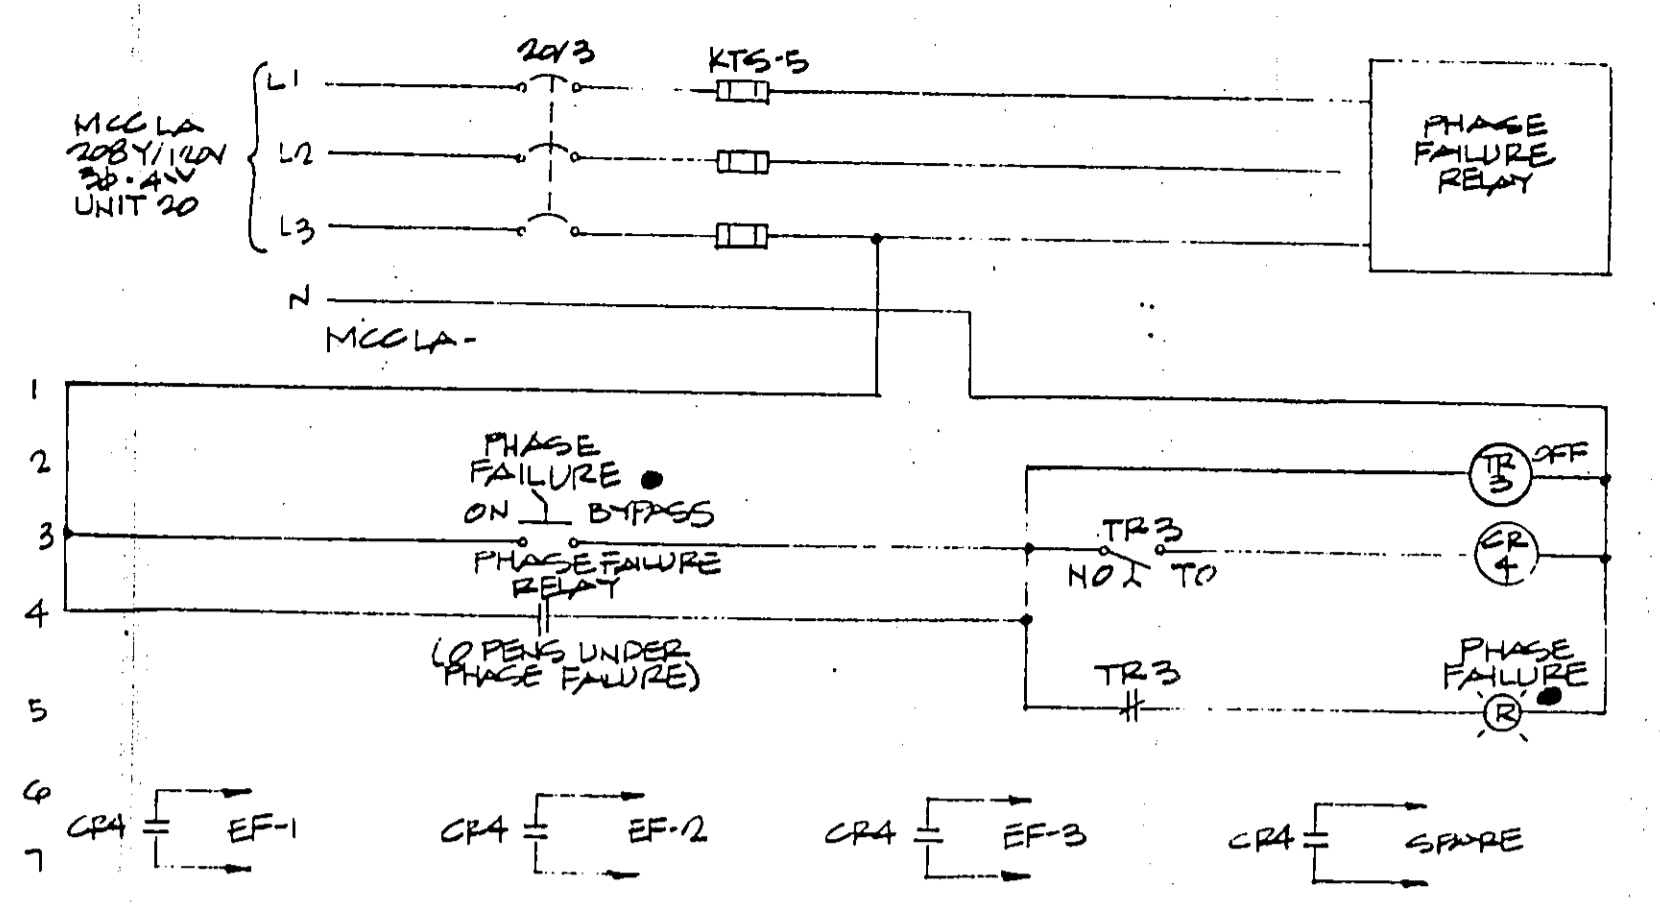 20/3
KTS-5
L1
MCC LA
208Y/120V
3φ · 4W
UNIT 20
L2
L3
PHASE
FAILURE
RELAY
N
MCC LA-
1
2
PHASE
FAILURE
ON
BYPASS
TR
3
OFF
3
PHASE FAILURE
RELAY
TR3
NO
TO
CR
4
4
(OPENS UNDER
PHASE FAILURE)
TR3
PHASE
FAILURE
5
R
6
CR4
EF-1
CR4
EF-2
CR4
EF-3
CR4
SPARE
7